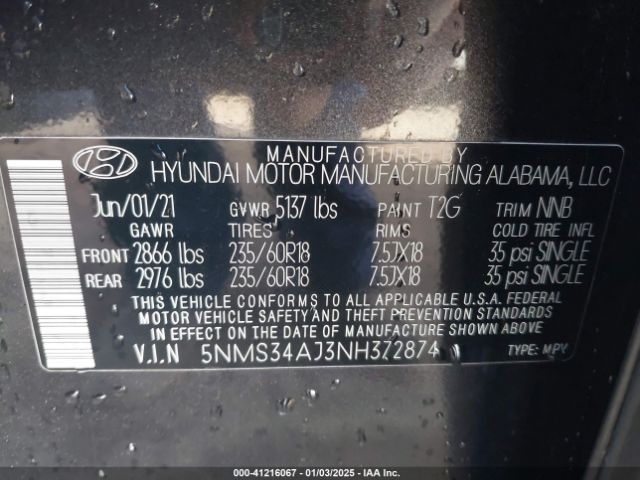 MANUFACTURED BY
HYUNDAI MOTOR MANUFACTURING ALABAMA, LLC
Jun/01/21 GVWR 5137 lbs PAINT T2G TRIM NNB
GAWR TIRES RIMS COLD TIRE INFL
FRONT 2866 lbs 235/60R18 7.5JX18 35 psi SINGLE
REAR 2976 lbs 235/60R18 7.5JX18 35 psi SINGLE
THIS VEHICLE CONFORMS TO ALL APPLICABLE U.S.A. FEDERAL
MOTOR VEHICLE SAFETY AND THEFT PREVENTION STANDARDS
IN EFFECT ON THE DATE OF MANUFACTURE SHOWN ABOVE.
V.I.N 5NMS34AJ3NH372874 TYPE: MPV
000-41216067 - 01/03/2025 - IAA Inc.